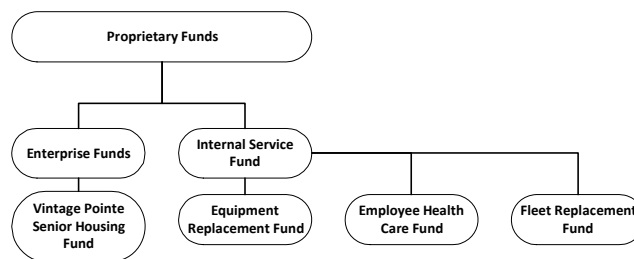 Proprietary Funds
Enterprise Funds
Internal Service
Fund
Vintage Pointe
Senior Housing
Fund
Equipment
Replacement Fund
Employee Health
Care Fund
Fleet Replacement
Fund